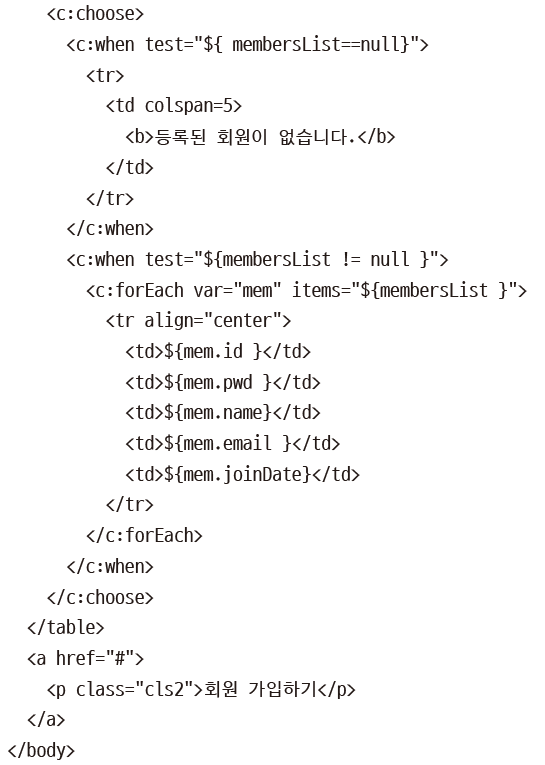 <c:choose>
<c:when test="${ membersList==null}">
<tr>
<td colspan=5>
<b>등록된 회원이 없습니다.</b>
</td>
</tr>
</c:when>
<c:when test="${membersList != null }">
<c:forEach var="mem" items="${membersList }">
<tr align="center">
<td>${mem.id }</td>
<td>${mem.pwd }</td>
<td>${mem.name}</td>
<td>${mem.email }</td>
<td>${mem.joinDate}</td>
</tr>
</c:forEach>
</c:when>
</c:choose>
</table>
<a href="#">
<p class="cls2">회원 가입하기</p>
</a>
</body>